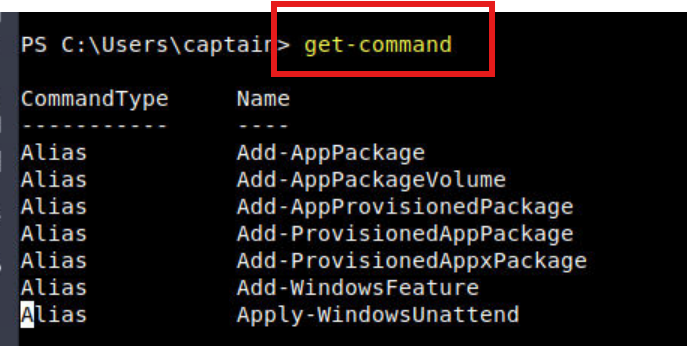 PS C:\Users\captain> get-command
CommandType Name
----------- ----
Alias Add-AppPackage
Alias Add-AppPackageVolume
Alias Add-AppProvisionedPackage
Alias Add-ProvisionedAppPackage
Alias Add-ProvisionedAppxPackage
Alias Add-WindowsFeature
Alias Apply-WindowsUnattend